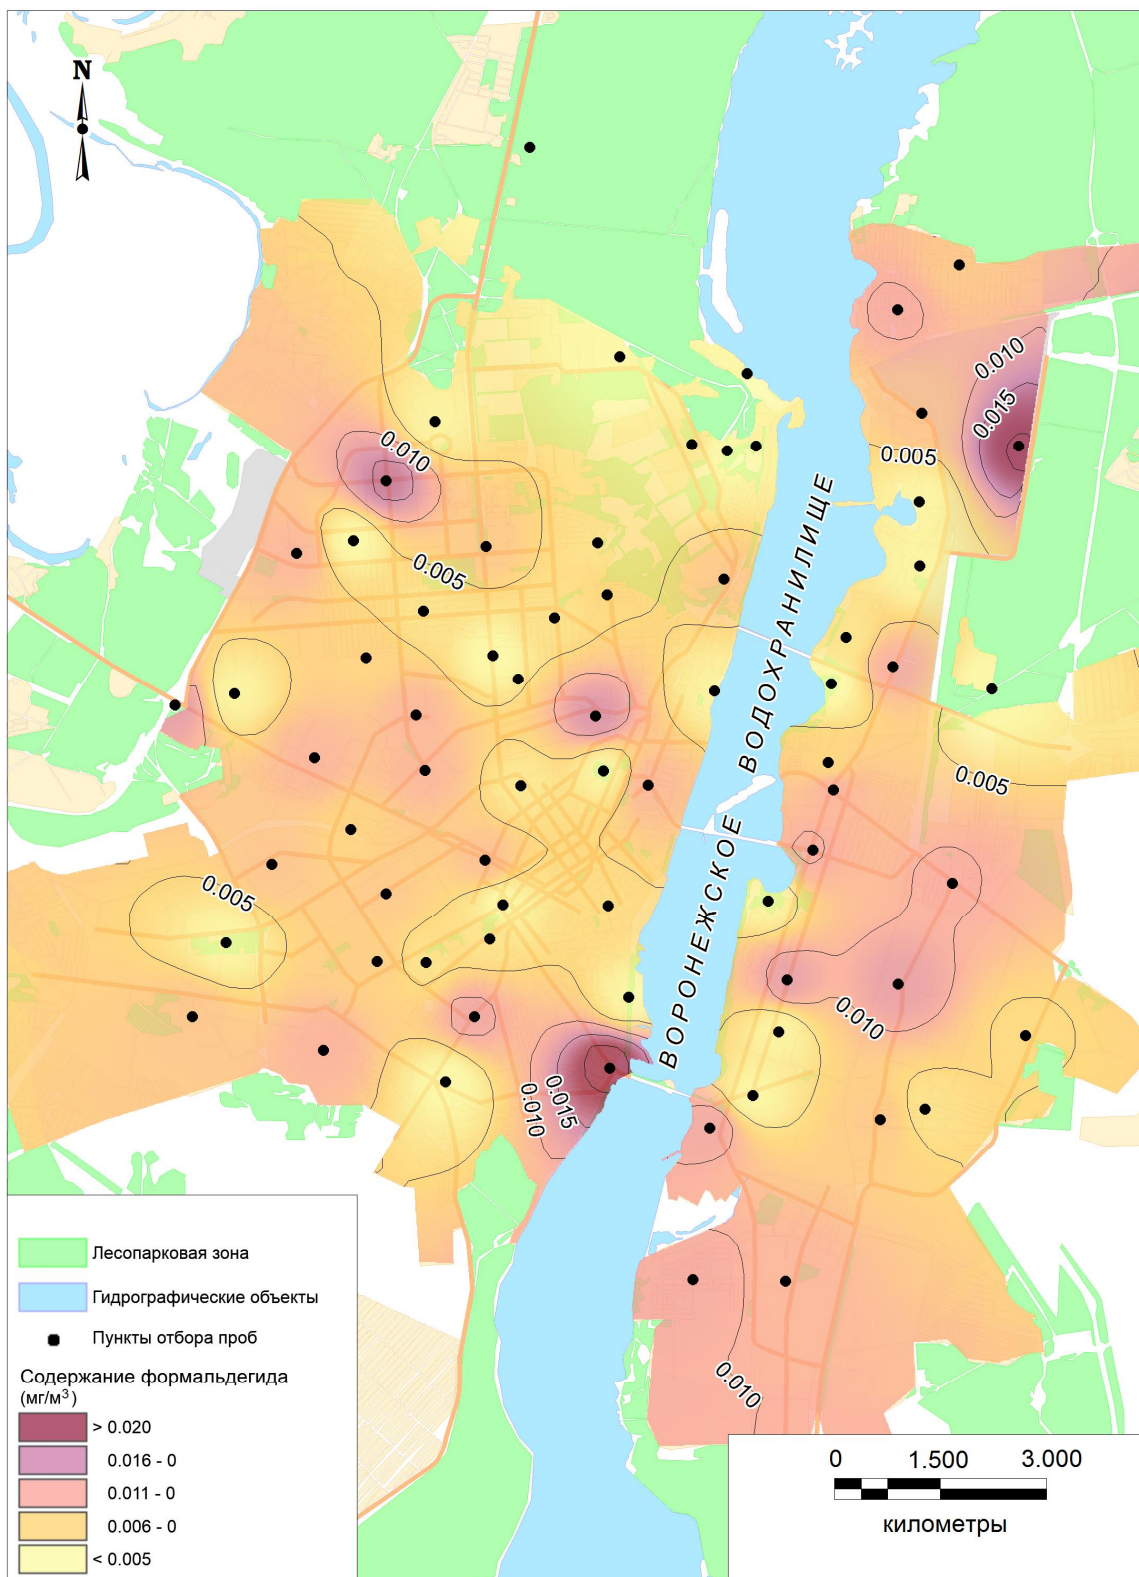 N
0.010
0.015
0.005
0.010
0.005
ВОРОНЕЖСКОЕ ВОДОХРАНИЛИЩЕ
0.005
0.005
0.010
0.015
0.010
0.010
Лесопарковая зона
Гидрографические объекты
Пункты отбора проб
Содержание формальдегида
(мг/м³)
> 0.020
0.016 - 0
0.011 - 0
0.006 - 0
< 0.005
0 1.500 3.000
километры